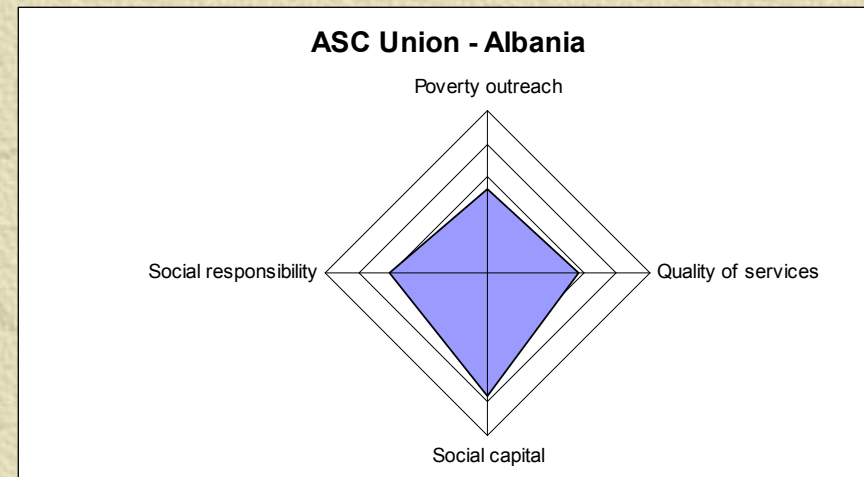 ASC Union - Albania
Poverty outreach
Social responsibility
Quality of services
Social capital